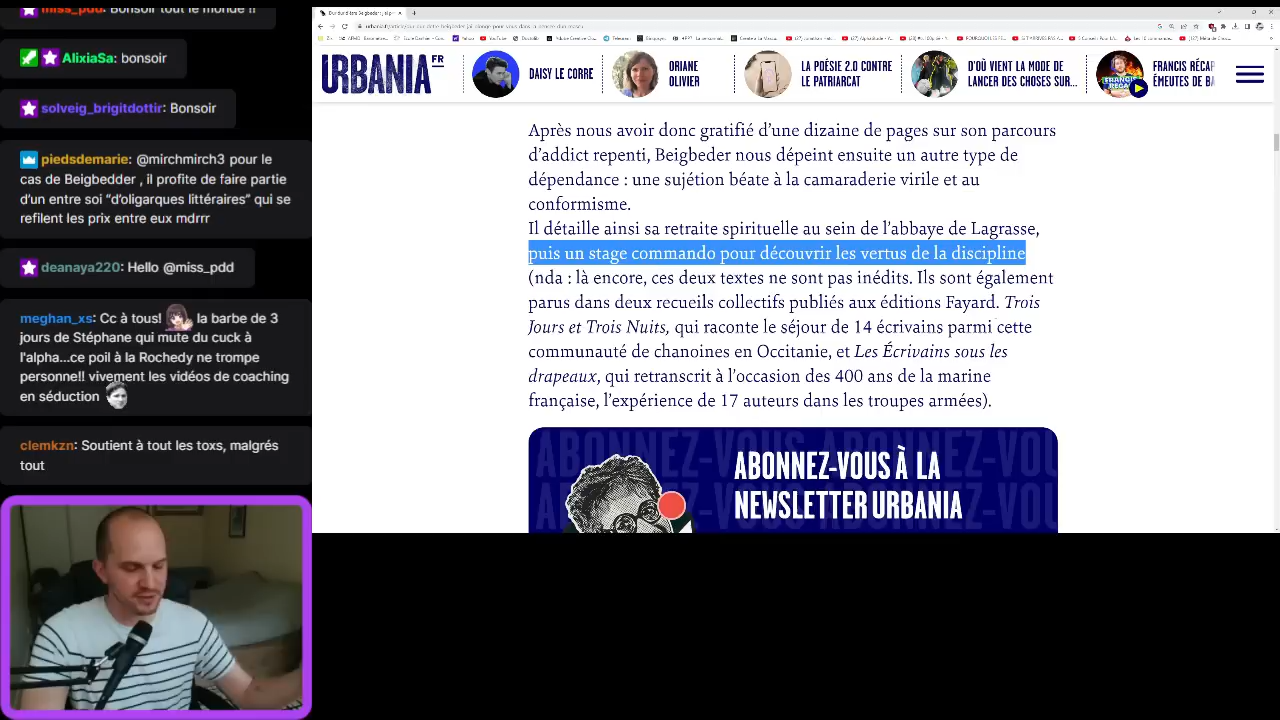 miss_pdd: Bonsoir tout le monde !!
AlixiaSa: bonsoir
solveig_brigitdottir: Bonsoir
piedsdemarie: @mirchmirch3 pour le
cas de Beigbedder , il profite de faire partie
d'un entre soi "d'oligarques littéraires" qui se
refilent les prix entre eux mdrrr
deanaya220: Hello @miss_pdd
meghan_xs: Cc à tous! la barbe de 3
jours de Stéphane qui mute du cuck à
l'alpha...ce poil à la Rochedy ne trompe
personne!! vivement les vidéos de coaching
en séduction
clemkzn: Soutient à tout les toxs, malgrés
tout
URBANIA FR
DAISY LE CORRE
ORIANE
OLIVIER
LA POÉSIE 2.0 CONTRE
LE PATRIARCAT
D'OÙ VIENT LA MODE DE
LANCER DES CHOSES SUR...
FRANCIS RÉCA
ÉMEUTES DE BA
Après nous avoir donc gratifié d'une dizaine de pages sur son parcours
d'addict repenti, Beigbeder nous dépeint ensuite un autre type de
dépendance : une sujétion béate à la camaraderie virile et au
conformisme.
Il détaille ainsi sa retraite spirituelle au sein de l'abbaye de Lagrasse,
puis un stage commando pour découvrir les vertus de la discipline
(nda : là encore, ces deux textes ne sont pas inédits. Ils sont également
parus dans deux recueils collectifs publiés aux éditions Fayard. Trois
Jours et Trois Nuits, qui raconte le séjour de 14 écrivains parmi cette
communauté de chanoines en Occitanie, et Les Écrivains sous les
drapeaux, qui retranscrit à l'occasion des 400 ans de la marine
française, l'expérience de 17 auteurs dans les troupes armées).
ABONNEZ-VOUS À LA
NEWSLETTER URBANIA